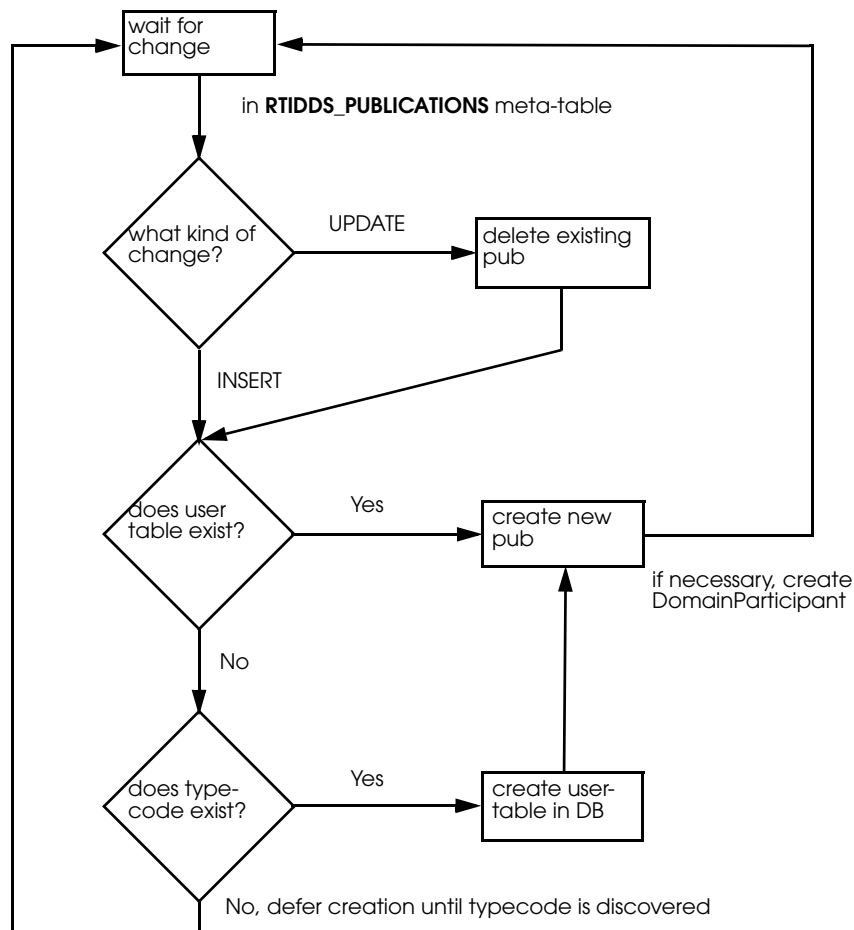 wait for
change
in RTIDDS_PUBLICATIONS meta-table
what kind of
change?
UPDATE
delete existing
pub
INSERT
does user
table exist?
Yes
create new
pub
if necessary, create
DomainParticipant
No
does type-
code exist?
Yes
create user-
table in DB
No, defer creation until typecode is discovered